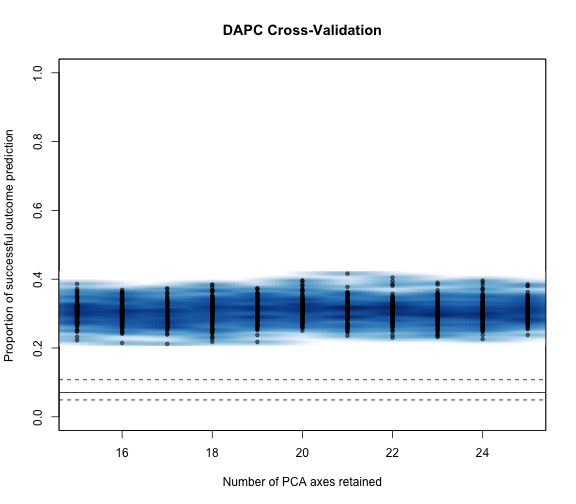 DAPC Cross-Validation
Proportion of successful outcome prediction
1.0
0.8
0.6
0.4
0.2
0.0
16 18 20 22 24
Number of PCA axes retained